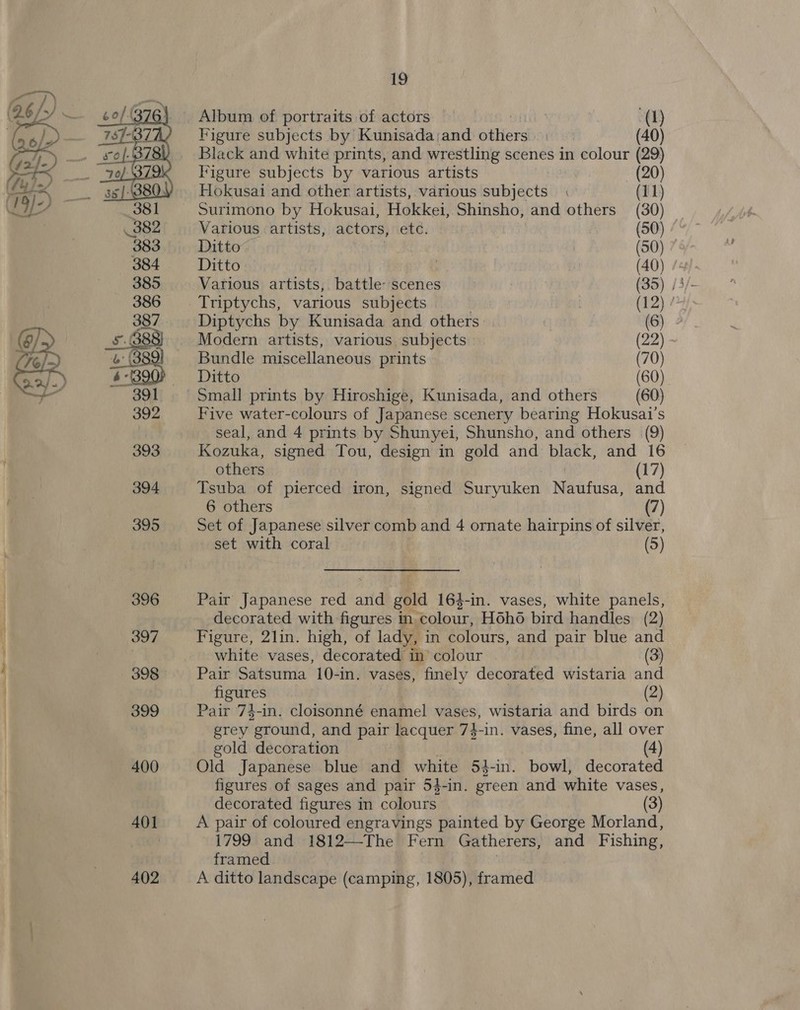 19
(26/-) — 60/ (376) Album of portraits of actors (1)
(20/-) — 75/- 377 Figure subjects by Kunisada and others (40)
(12/-) — 50/- 378 Black and white prints, and wrestling scenes in colour (29)
70/ 379 Figure subjects by various artists (20)
(19/-) — 35/- (380) Hokusai and other artists, various subjects (11)
381 Surimono by Hokusai, Hokkei, Shinsho, and others (30)
382 Various artists, actors, etc. (50)
383 Ditto (50)
384 Ditto (40)
385 Various artists, battle scenes (35)
386 Triptychs, various subjects (12)
387 Diptychs by Kunisada and others (6)
(6/-) 5. (388) Modern artists, various subjects (22)
(16/-) 6 (389) Bundle miscellaneous prints (70)
(22/-) 6 - (390) Ditto (60)
391 Small prints by Hiroshige, Kunisada, and others (60)
392 Five water-colours of Japanese scenery bearing Hokusai's
seal, and 4 prints by Shunyei, Shunsho, and others (9)
393 Kozuka, signed Tou, design in gold and black, and 16
others (17)
394 Tsuba of pierced iron, signed Suryuken Naufusa, and
6 others (7)
395 Set of Japanese silver comb and 4 ornate hairpins of silver,
set with coral (5)
396 Pair Japanese red and gold 16½-in. vases, white panels,
decorated with figures in colour, Hōhō bird handles (2)
397 Figure, 21in. high, of lady, in colours, and pair blue and
white vases, decorated in colour (3)
398 Pair Satsuma 10-in. vases, finely decorated wistaria and
figures (2)
399 Pair 7½-in. cloisonné enamel vases, wistaria and birds on
grey ground, and pair lacquer 7½-in. vases, fine, all over
gold decoration (4)
400 Old Japanese blue and white 5½-in. bowl, decorated
figures of sages and pair 5½-in. green and white vases,
decorated figures in colours (3)
401 A pair of coloured engravings painted by George Morland,
1799 and 1812—The Fern Gatherers, and Fishing,
framed
402 A ditto landscape (camping, 1805), framed